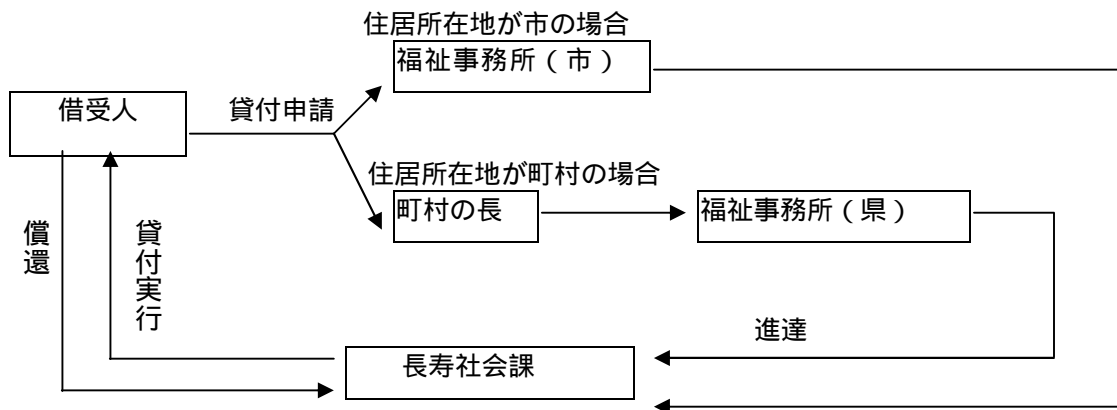 住居所在地が市の場合
福祉事務所（市）
借受人
貸付申請
住居所在地が町村の場合
町村の長
福祉事務所（県）
償還
貸付実行
進達
長寿社会課